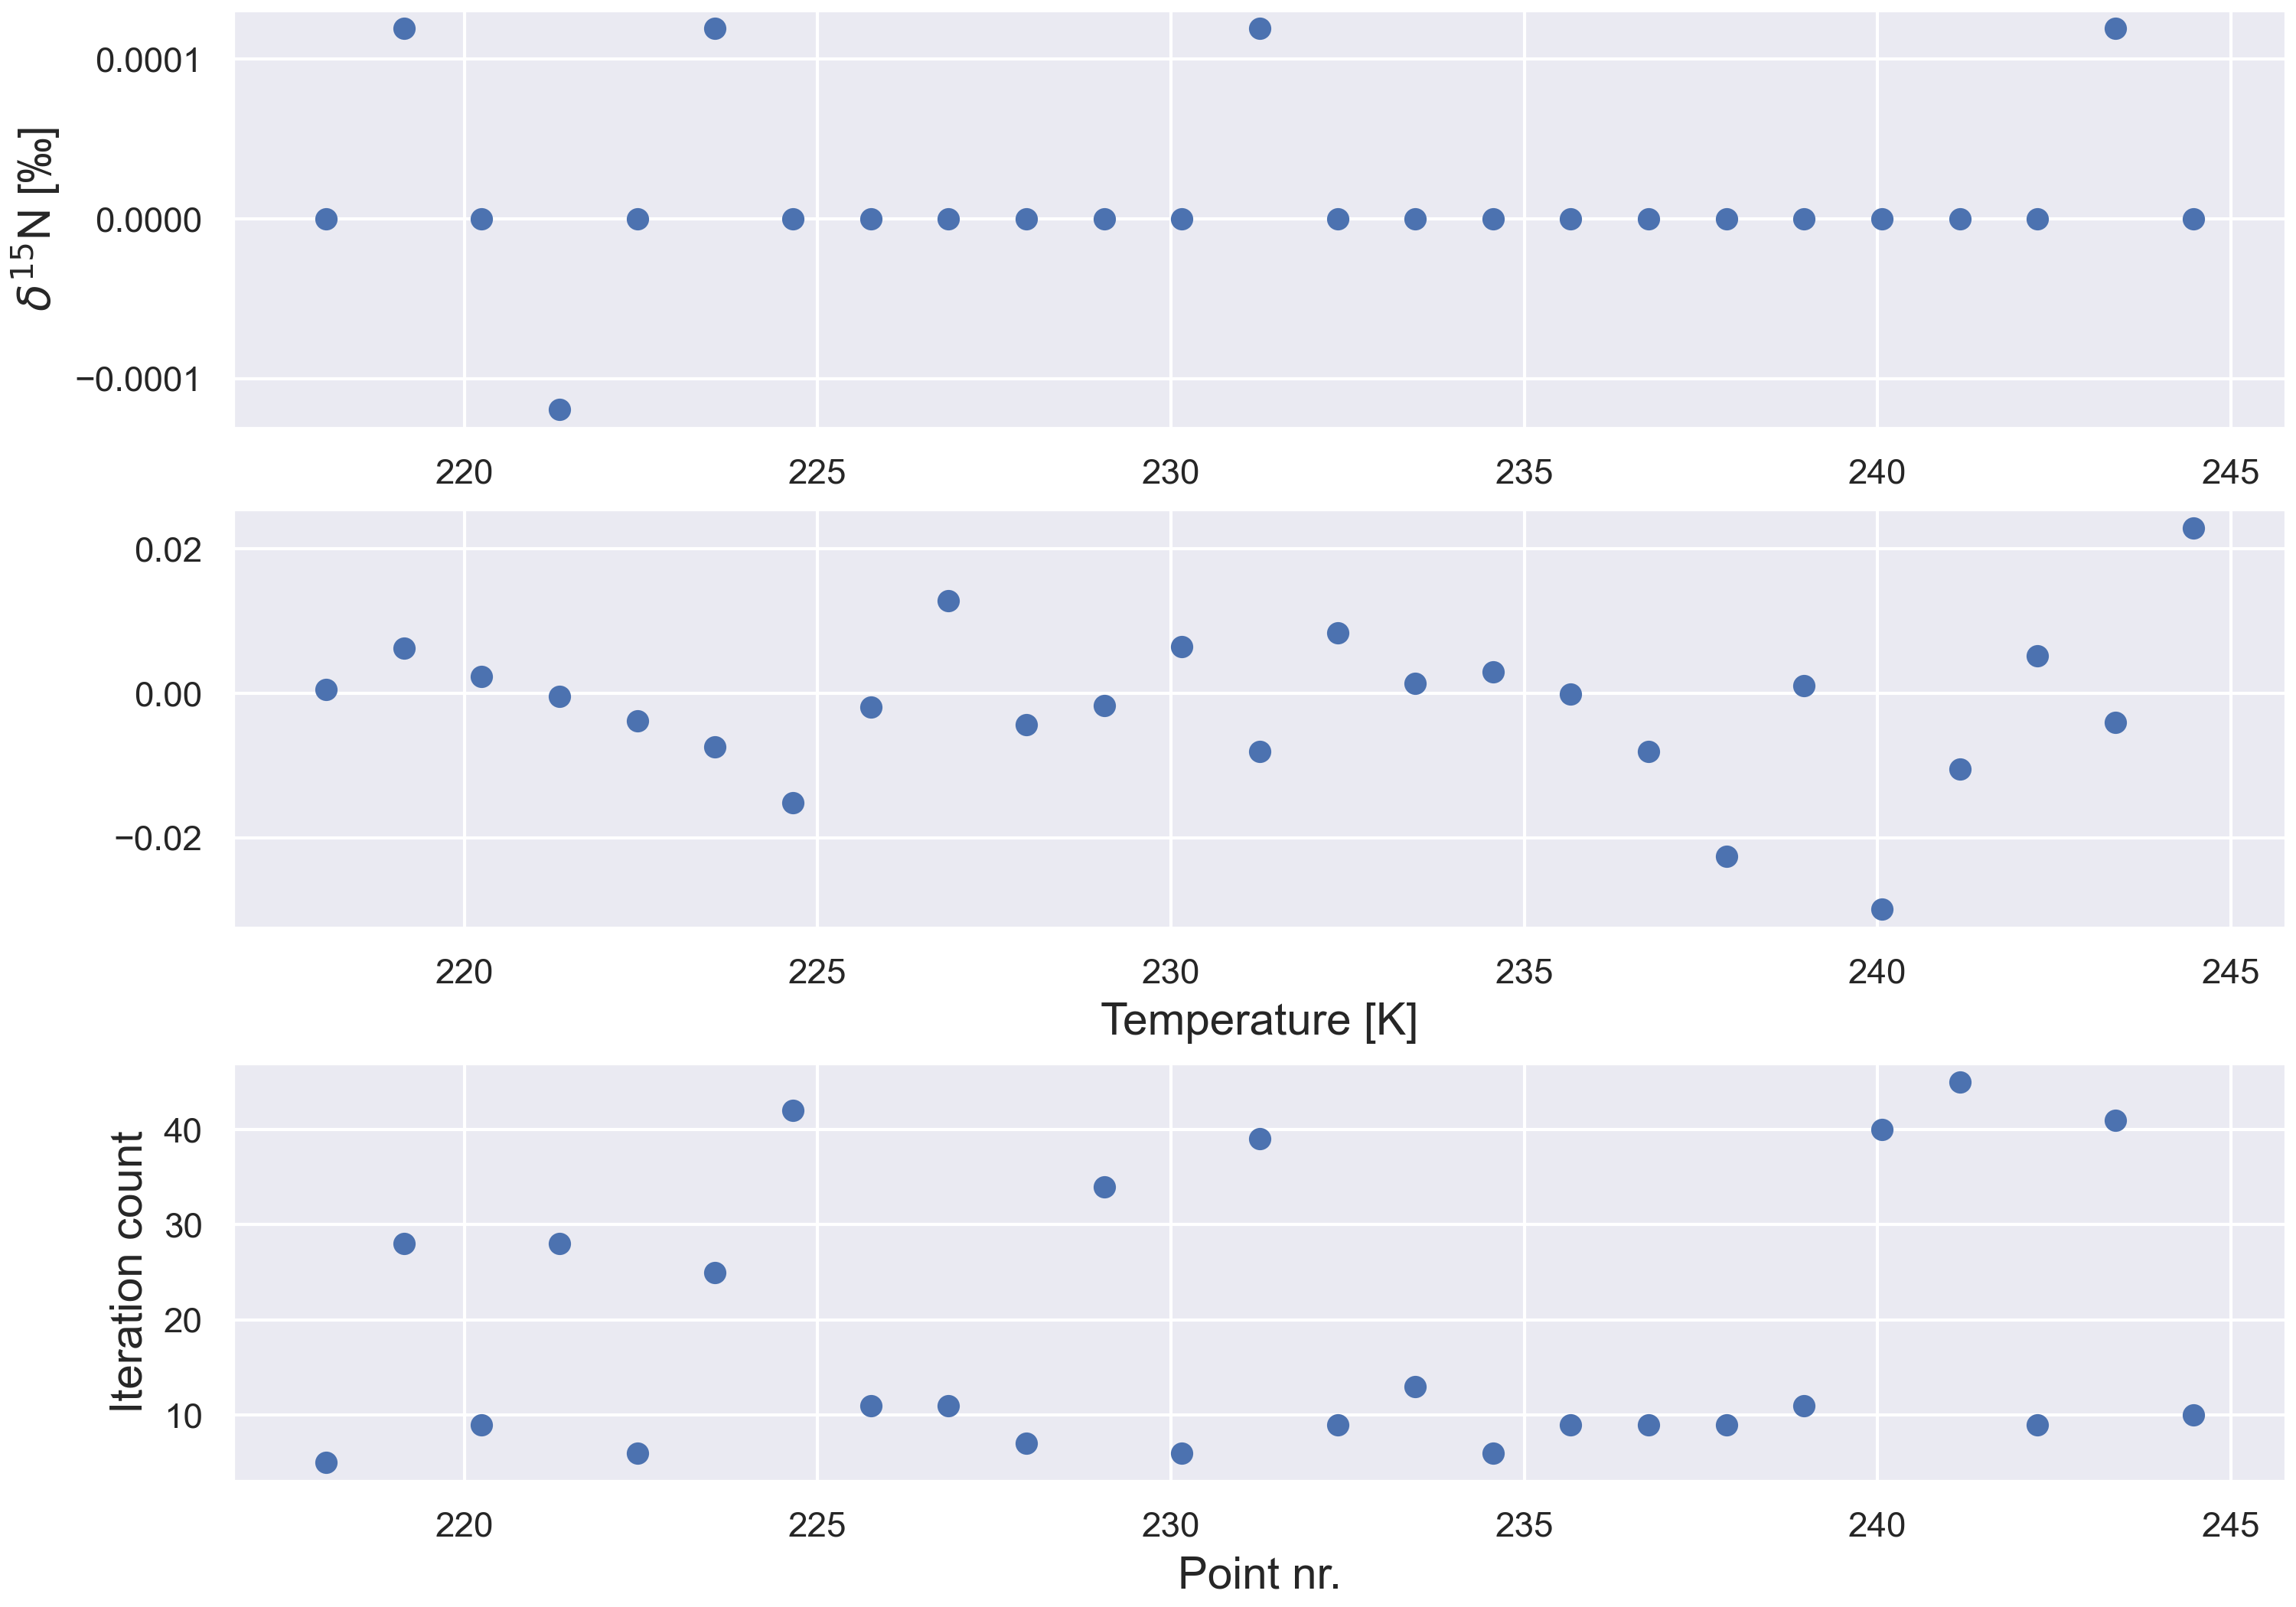 δ¹⁵N [‰]
0.0001
0.0000
−0.0001
220 225 230 235 240 245
0.02
0.00
−0.02
220 225 230 235 240 245
Temperature [K]
Iteration count
40
30
20
10
220 225 230 235 240 245
Point nr.